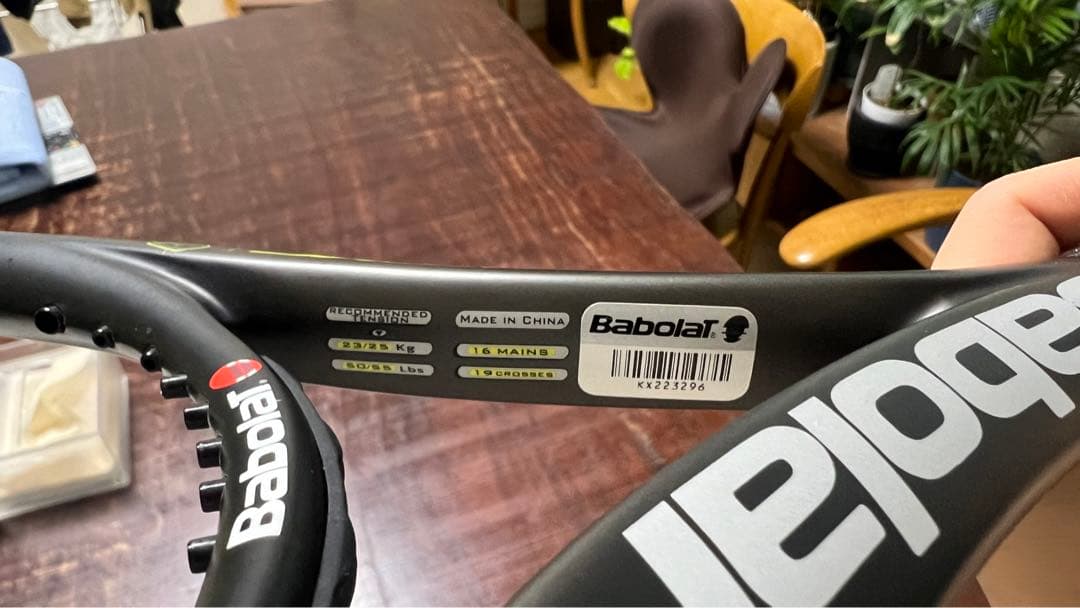 RECOMMENDED
TENSION
23/25 Kg
50/55 Lbs
MADE IN CHINA
16 MAINS
19 CROSSES
BabolaT
KX223296
BabolaT
Babolat